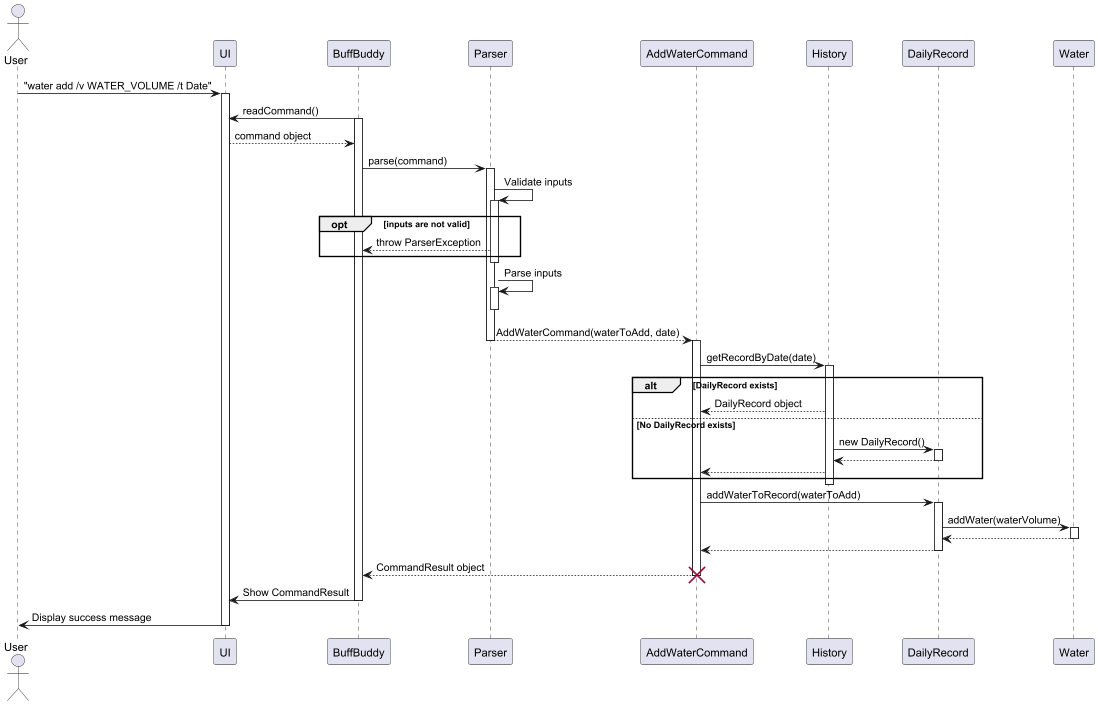 User
UI
BuffBuddy
Parser
AddWaterCommand
History
DailyRecord
Water
"water add /v WATER_VOLUME /t Date"
readCommand()
command object
parse(command)
Validate inputs
opt
[inputs are not valid]
throw ParserException
Parse inputs
AddWaterCommand(waterToAdd, date)
getRecordByDate(date)
alt
[DailyRecord exists]
DailyRecord object
[No DailyRecord exists]
new DailyRecord()
addWaterToRecord(waterToAdd)
addWater(waterVolume)
CommandResult object
Show CommandResult
Display success message
User
UI
BuffBuddy
Parser
AddWaterCommand
History
DailyRecord
Water